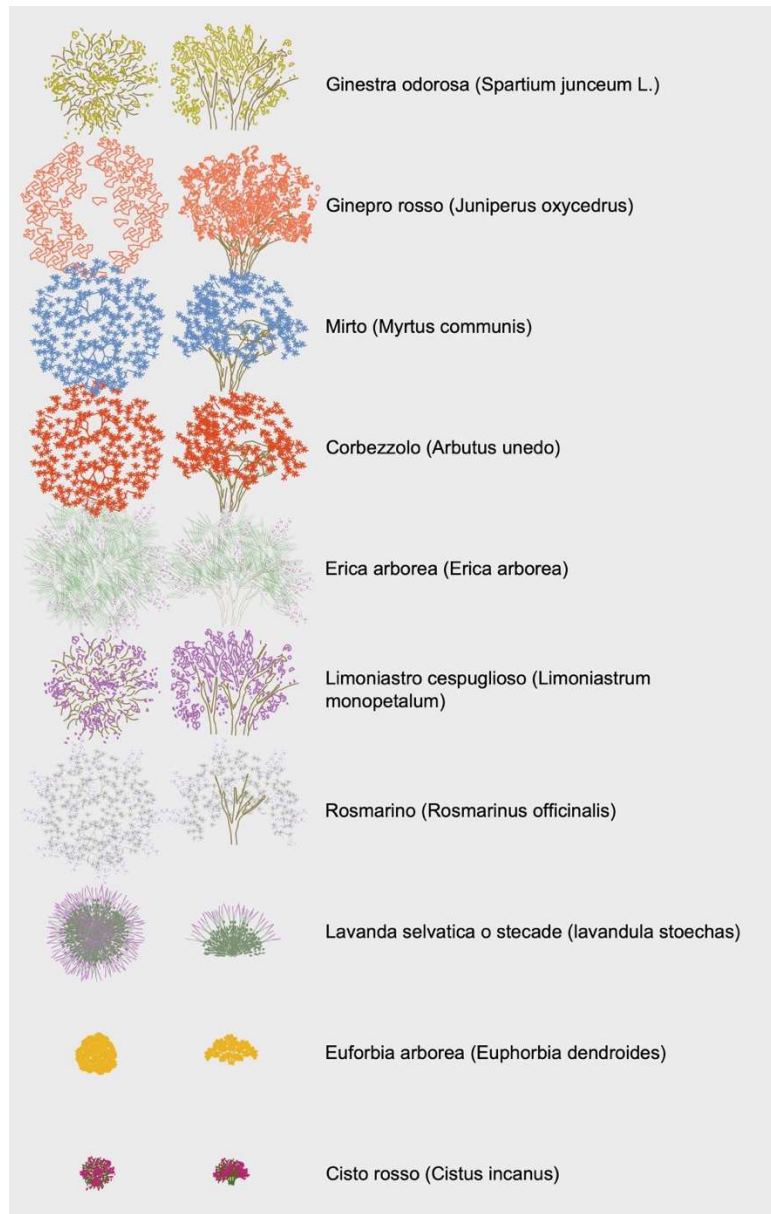 Ginestra odorosa (Spartium junceum L.)
Ginepro rosso (Juniperus oxycedrus)
Mirto (Myrtus communis)
Corbezzolo (Arbutus unedo)
Erica arborea (Erica arborea)
Limoniastro cespuglioso (Limoniastrum
monopetalum)
Rosmarino (Rosmarinus officinalis)
Lavanda selvatica o stecade (lavandula stoechas)
Euforbia arborea (Euphorbia dendroides)
Cisto rosso (Cistus incanus)